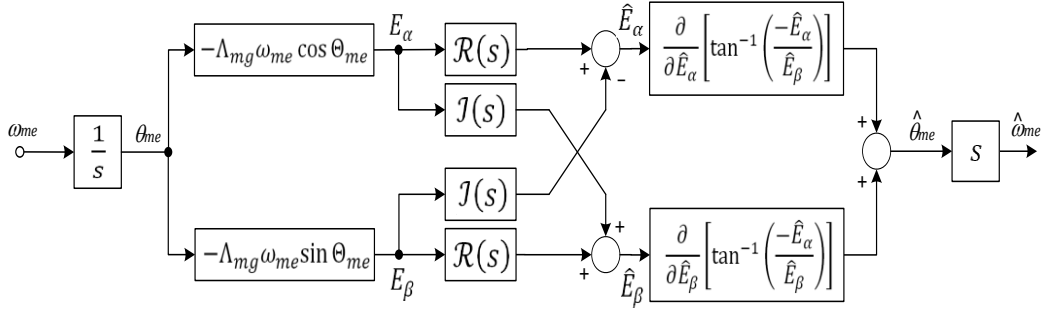 ωme
1/s
θme
−Λmg ωme cos Θme
Eα
ℛ(s)
+
−
Êα
∂/∂Êα [tan⁻¹(−Êα/Êβ)]
𝒥(s)
+
θ̂me
S
ω̂me
+
𝒥(s)
+
−Λmg ωme sin Θme
Eβ
ℛ(s)
+
Êβ
∂/∂Êβ [tan⁻¹(−Êα/Êβ)]